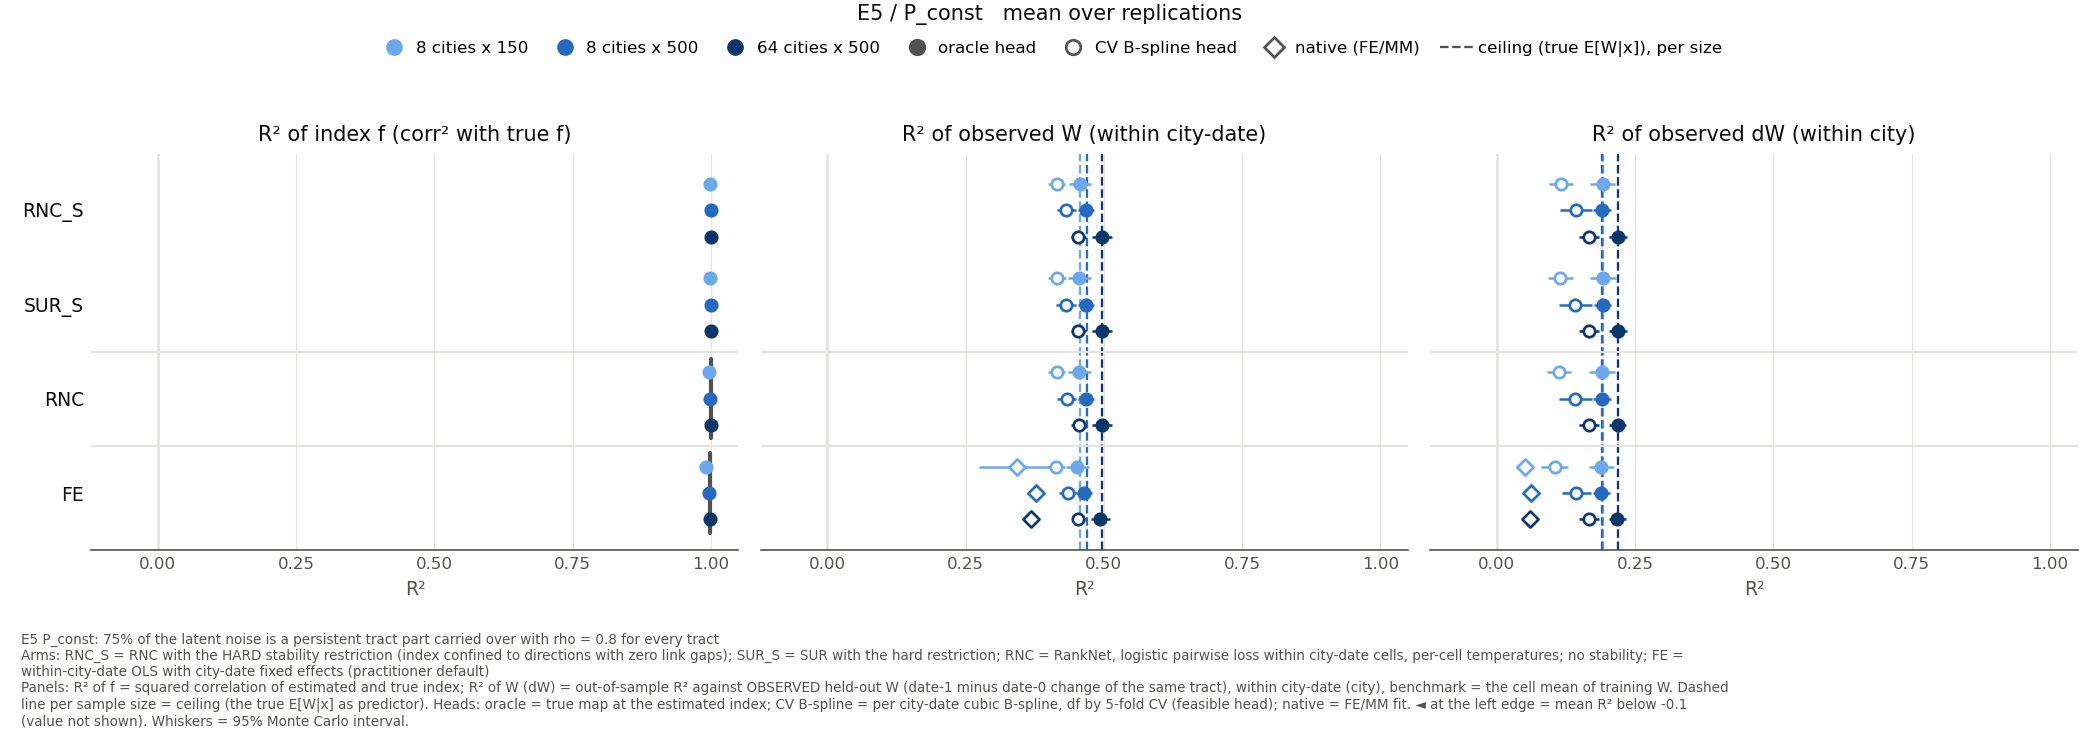 E5 / P_const   mean over replications
8 cities x 150   8 cities x 500   64 cities x 500   oracle head   CV B-spline head   native (FE/MM)   ceiling (true E[W|x]), per size
R² of index f (corr² with true f)   R² of observed W (within city-date)   R² of observed dW (within city)
RNC_S
SUR_S
RNC
FE
0.00   0.25   0.50   0.75   1.00   0.00   0.25   0.50   0.75   1.00   0.00   0.25   0.50   0.75   1.00
R²   R²   R²
E5 P_const: 75% of the latent noise is a persistent tract part carried over with rho = 0.8 for every tract
Arms: RNC_S = RNC with the HARD stability restriction (index confined to directions with zero link gaps); SUR_S = SUR with the hard restriction; RNC = RankNet, logistic pairwise loss within city-date cells, per-cell temperatures; no stability; FE =
within-city-date OLS with city-date fixed effects (practitioner default)
Panels: R² of f = squared correlation of estimated and true index; R² of W (dW) = out-of-sample R² against OBSERVED held-out W (date-1 minus date-0 change of the same tract), within city-date (city), benchmark = the cell mean of training W. Dashed
line per sample size = ceiling (the true E[W|x] as predictor). Heads: oracle = true map at the estimated index; CV B-spline = per city-date cubic B-spline, df by 5-fold CV (feasible head); native = FE/MM fit. ◄ at the left edge = mean R² below -0.1
(value not shown). Whiskers = 95% Monte Carlo interval.